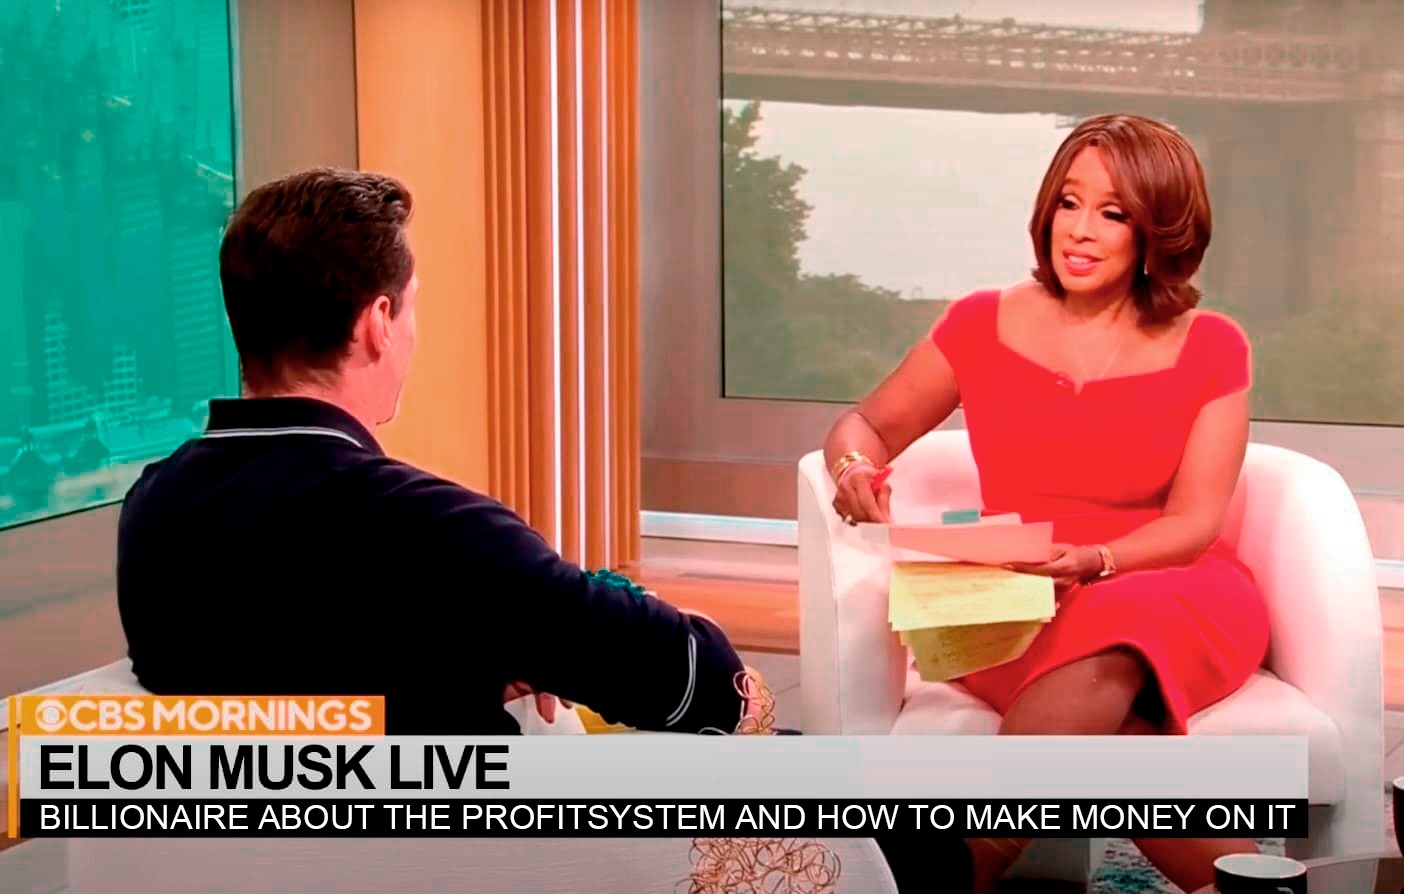 CBS MORNINGS
ELON MUSK LIVE
BILLIONAIRE ABOUT THE PROFITSYSTEM AND HOW TO MAKE MONEY ON IT